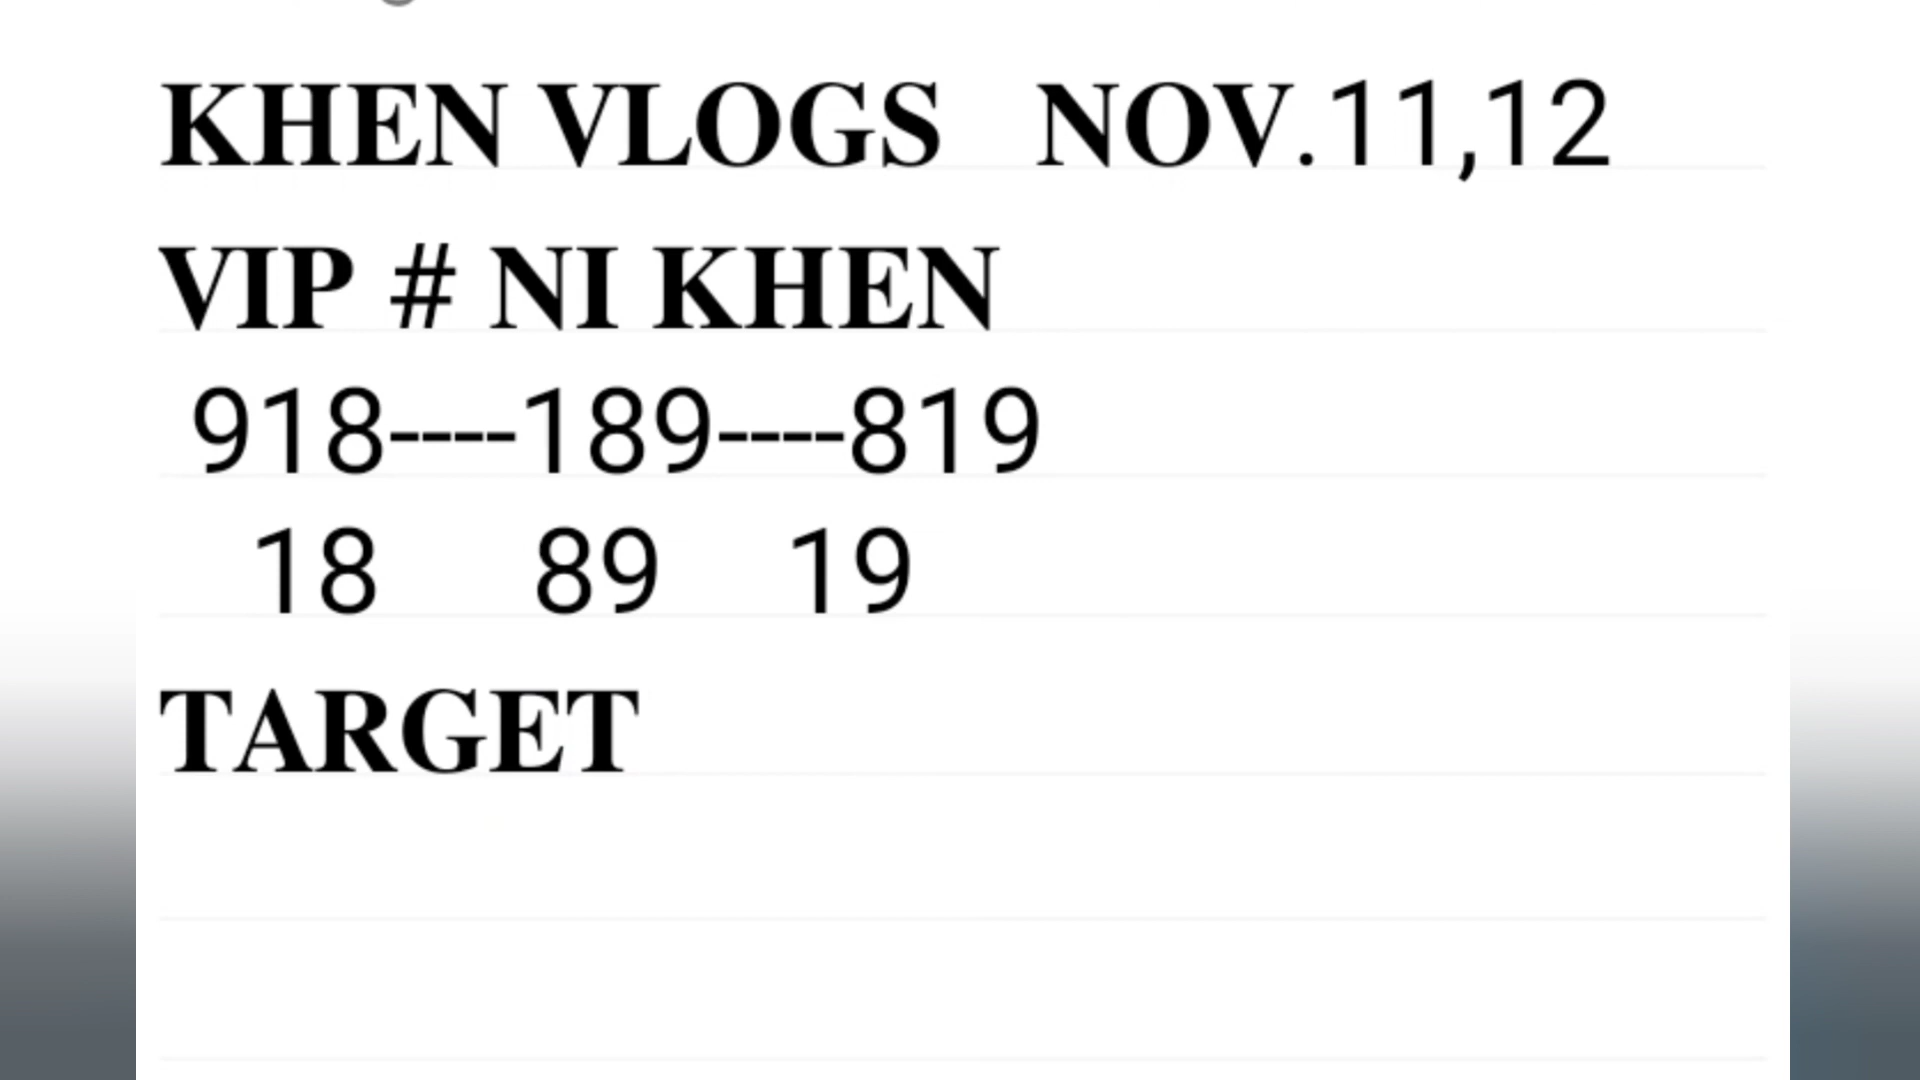 KHEN VLOGS NOV.11,12
VIP # NI KHEN
918----189----819
18 89 19
TARGET